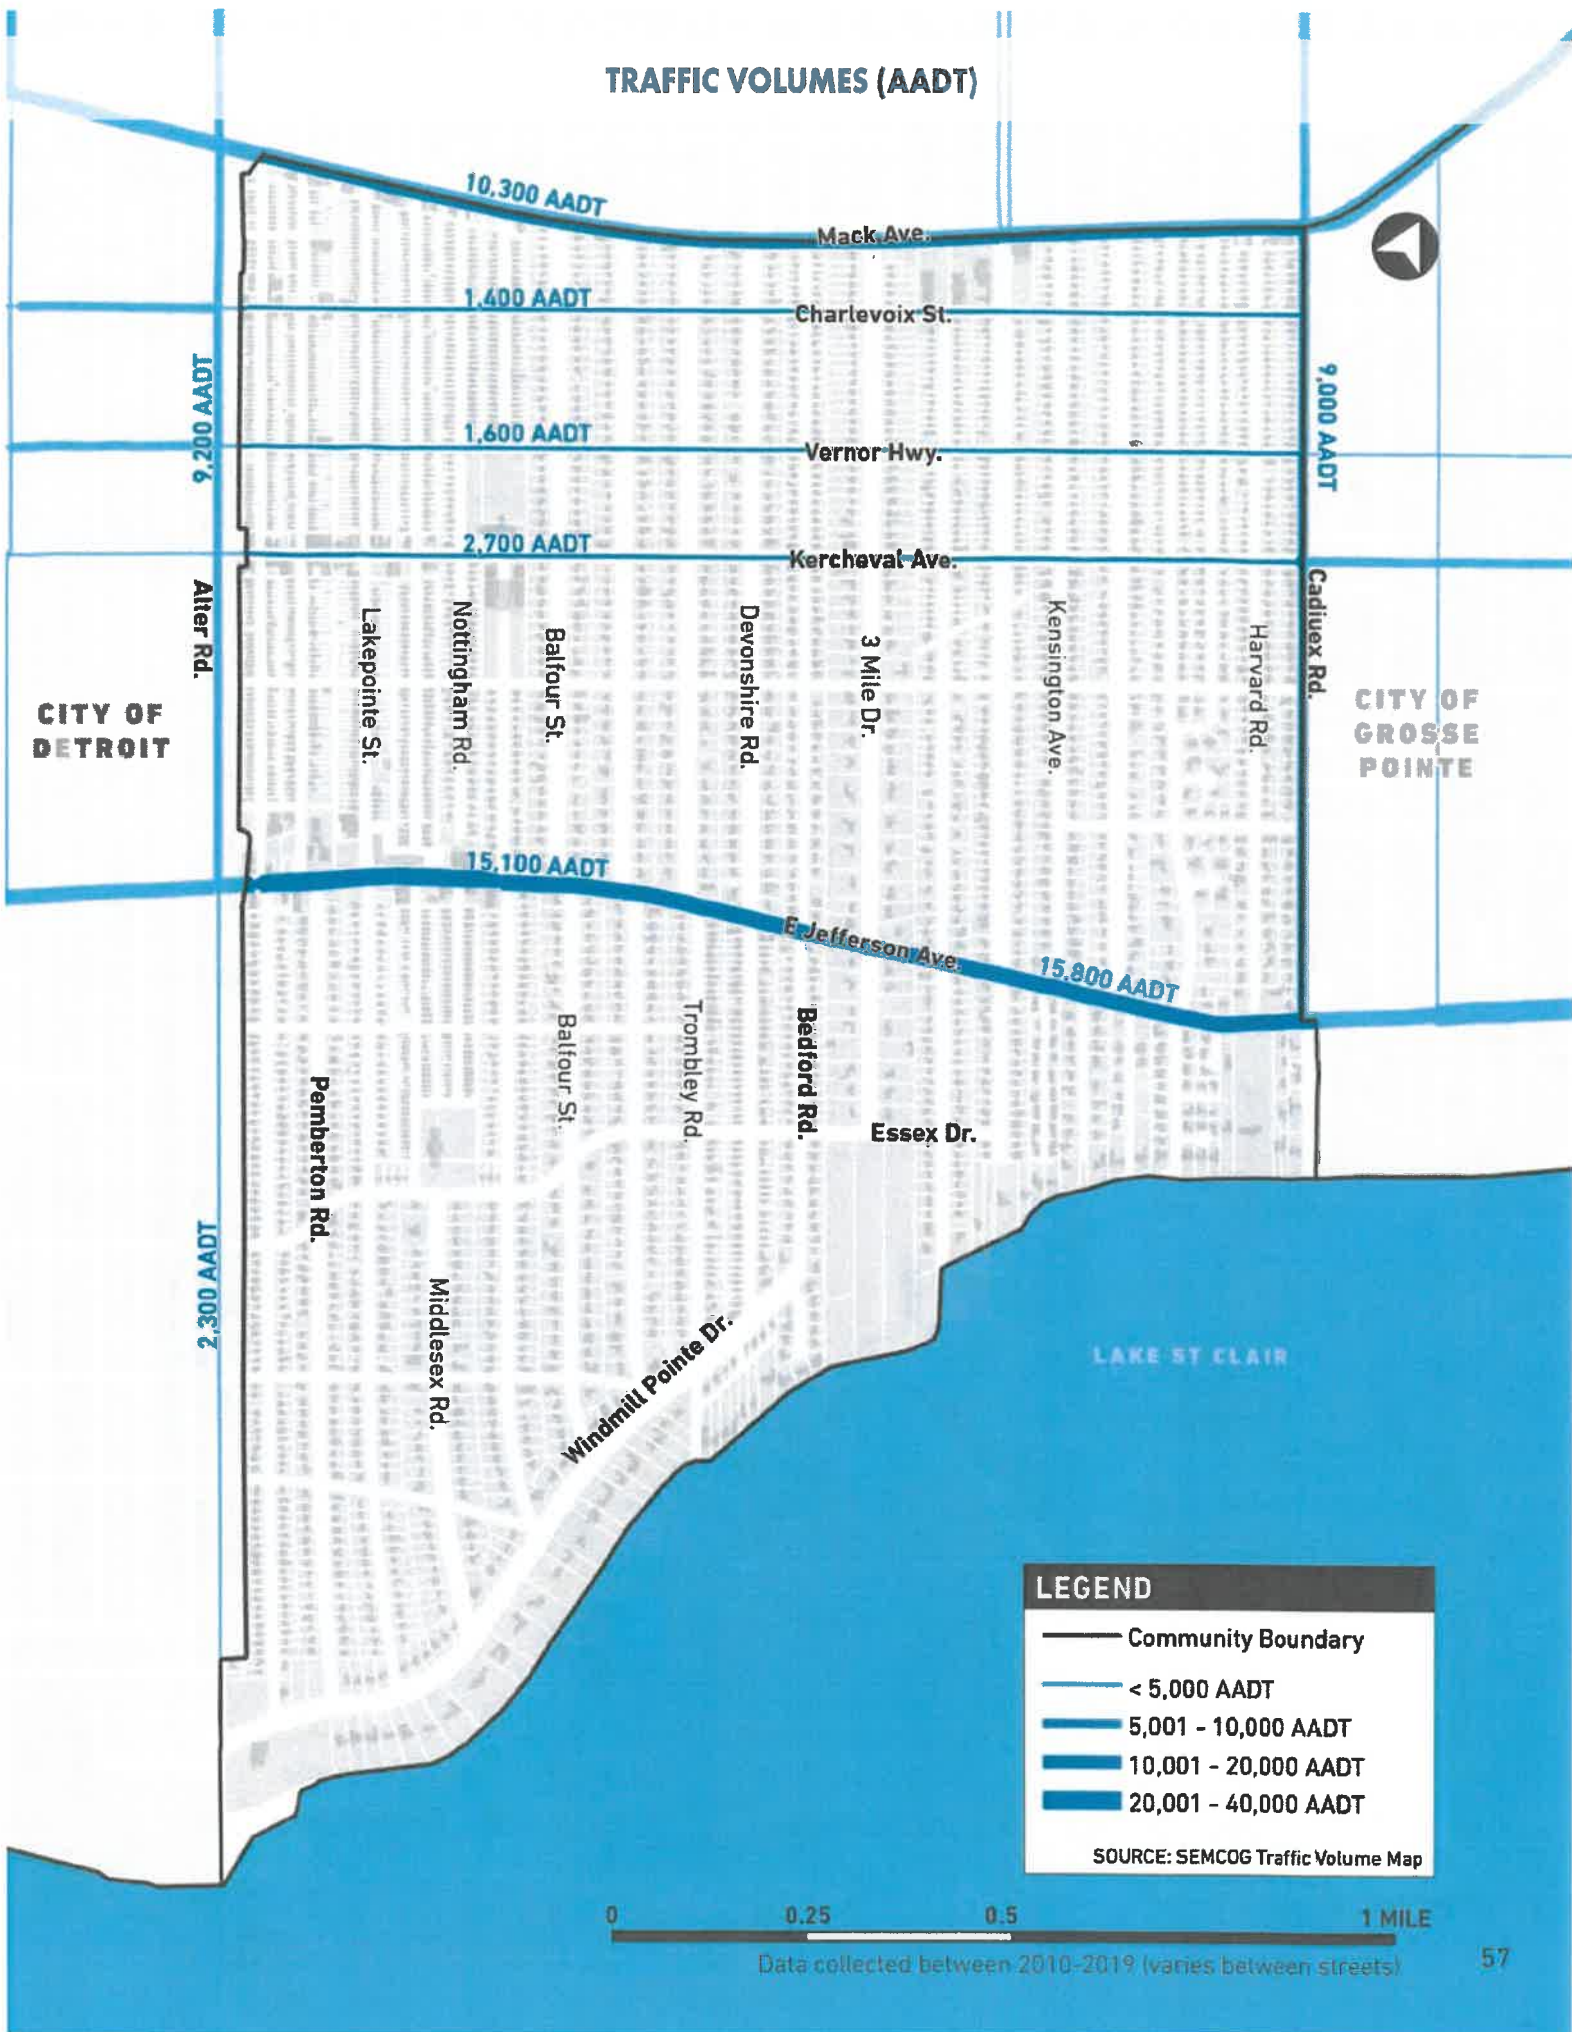 TRAFFIC VOLUMES (AADT)
10,300 AADT
Mack Ave.
1,400 AADT
Charlevoix St.
9,200 AADT
9,000 AADT
1,600 AADT
Vernor Hwy.
2,700 AADT
Kercheval Ave.
Alter Rd.
Lakepointe St.
Nottingham Rd.
Balfour St.
Devonshire Rd.
3 Mile Dr.
Kensington Ave.
Harvard Rd.
Cadiuex Rd.
CITY OF
DETROIT
CITY OF
GROSSE
POINTE
15,100 AADT
E Jefferson Ave.
15,800 AADT
Pemberton Rd.
Balfour St.
Trombley Rd.
Bedford Rd.
Essex Dr.
2,300 AADT
Middlesex Rd.
Windmill Pointe Dr.
LAKE ST CLAIR
LEGEND
Community Boundary
< 5,000 AADT
5,001 - 10,000 AADT
10,001 - 20,000 AADT
20,001 - 40,000 AADT
SOURCE: SEMCOG Traffic Volume Map
0 0.25 0.5 1 MILE
Data collected between 2010-2019 (varies between streets)
57